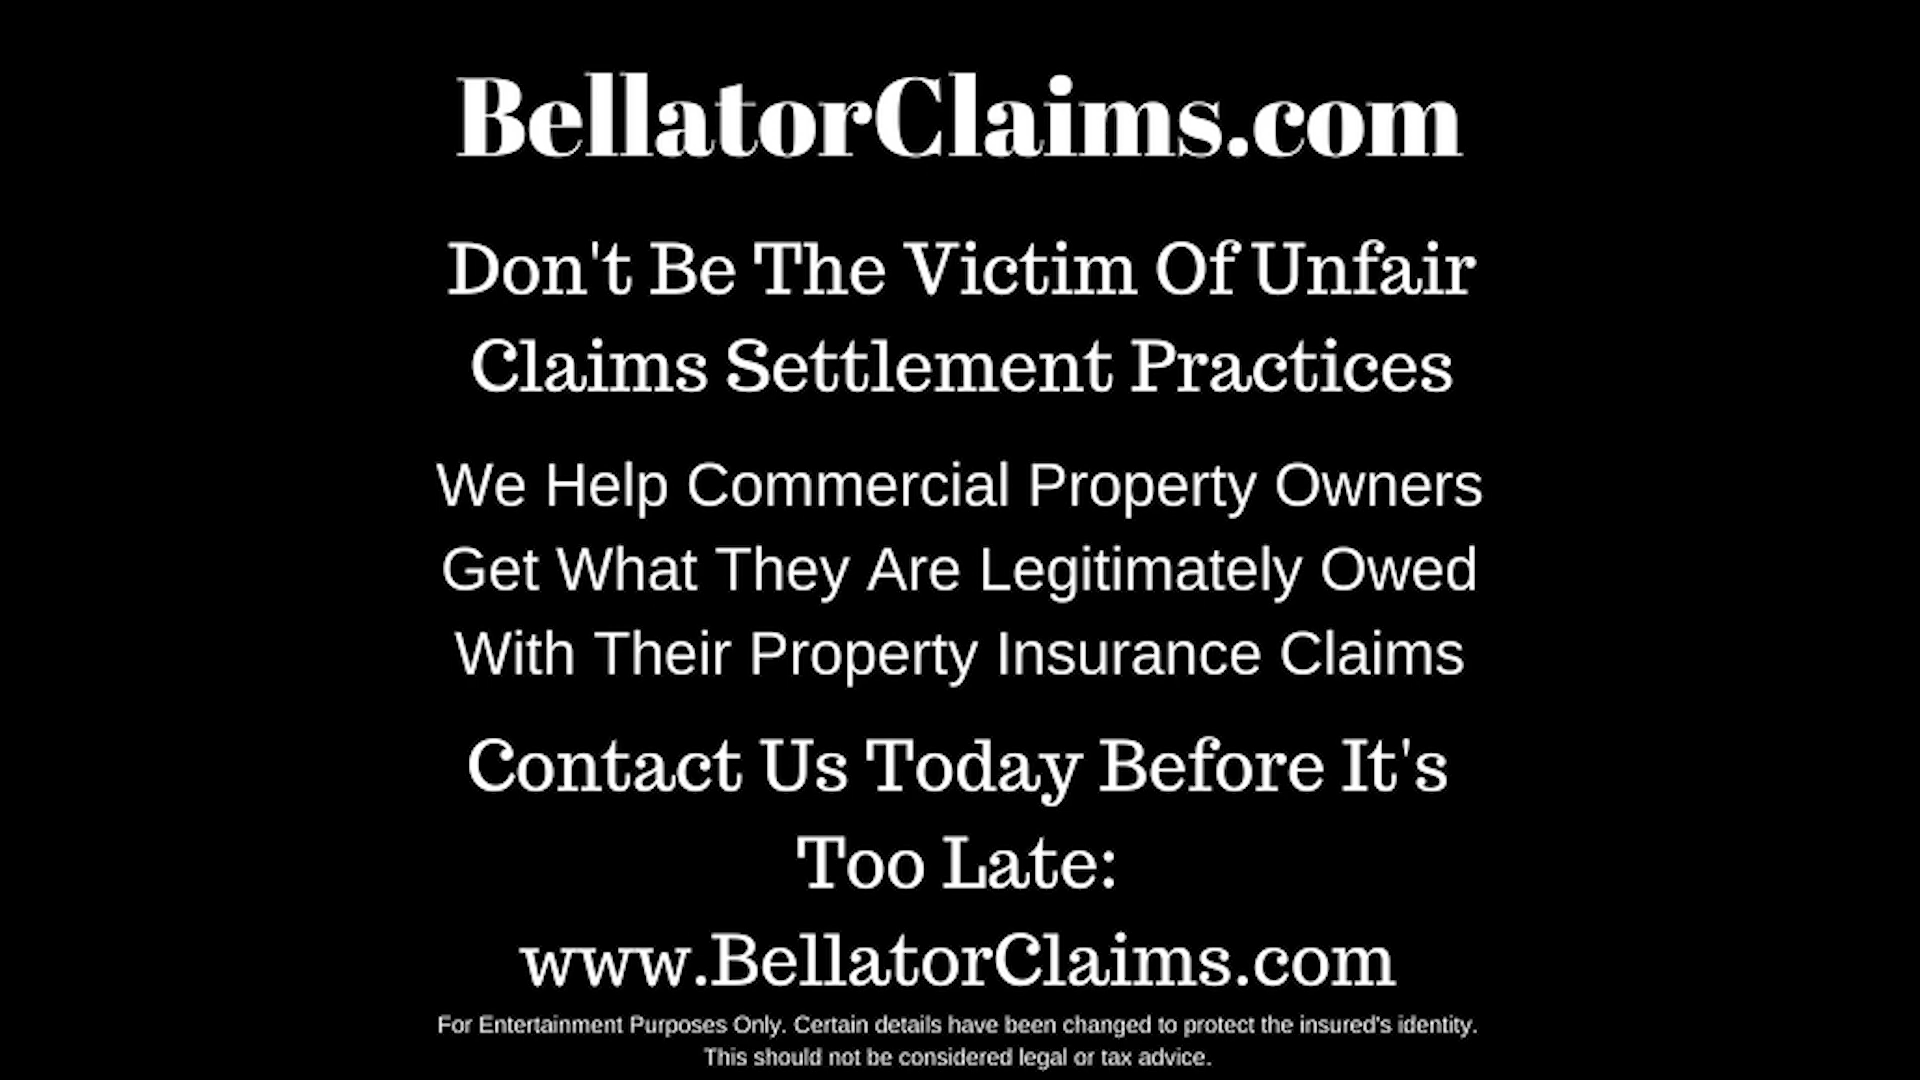 BellatorClaims.com
Don't Be The Victim Of Unfair
Claims Settlement Practices
We Help Commercial Property Owners
Get What They Are Legitimately Owed
With Their Property Insurance Claims
Contact Us Today Before It's
Too Late:
www.BellatorClaims.com
For Entertainment Purposes Only. Certain details have been changed to protect the insured's identity.
This should not be considered legal or tax advice.